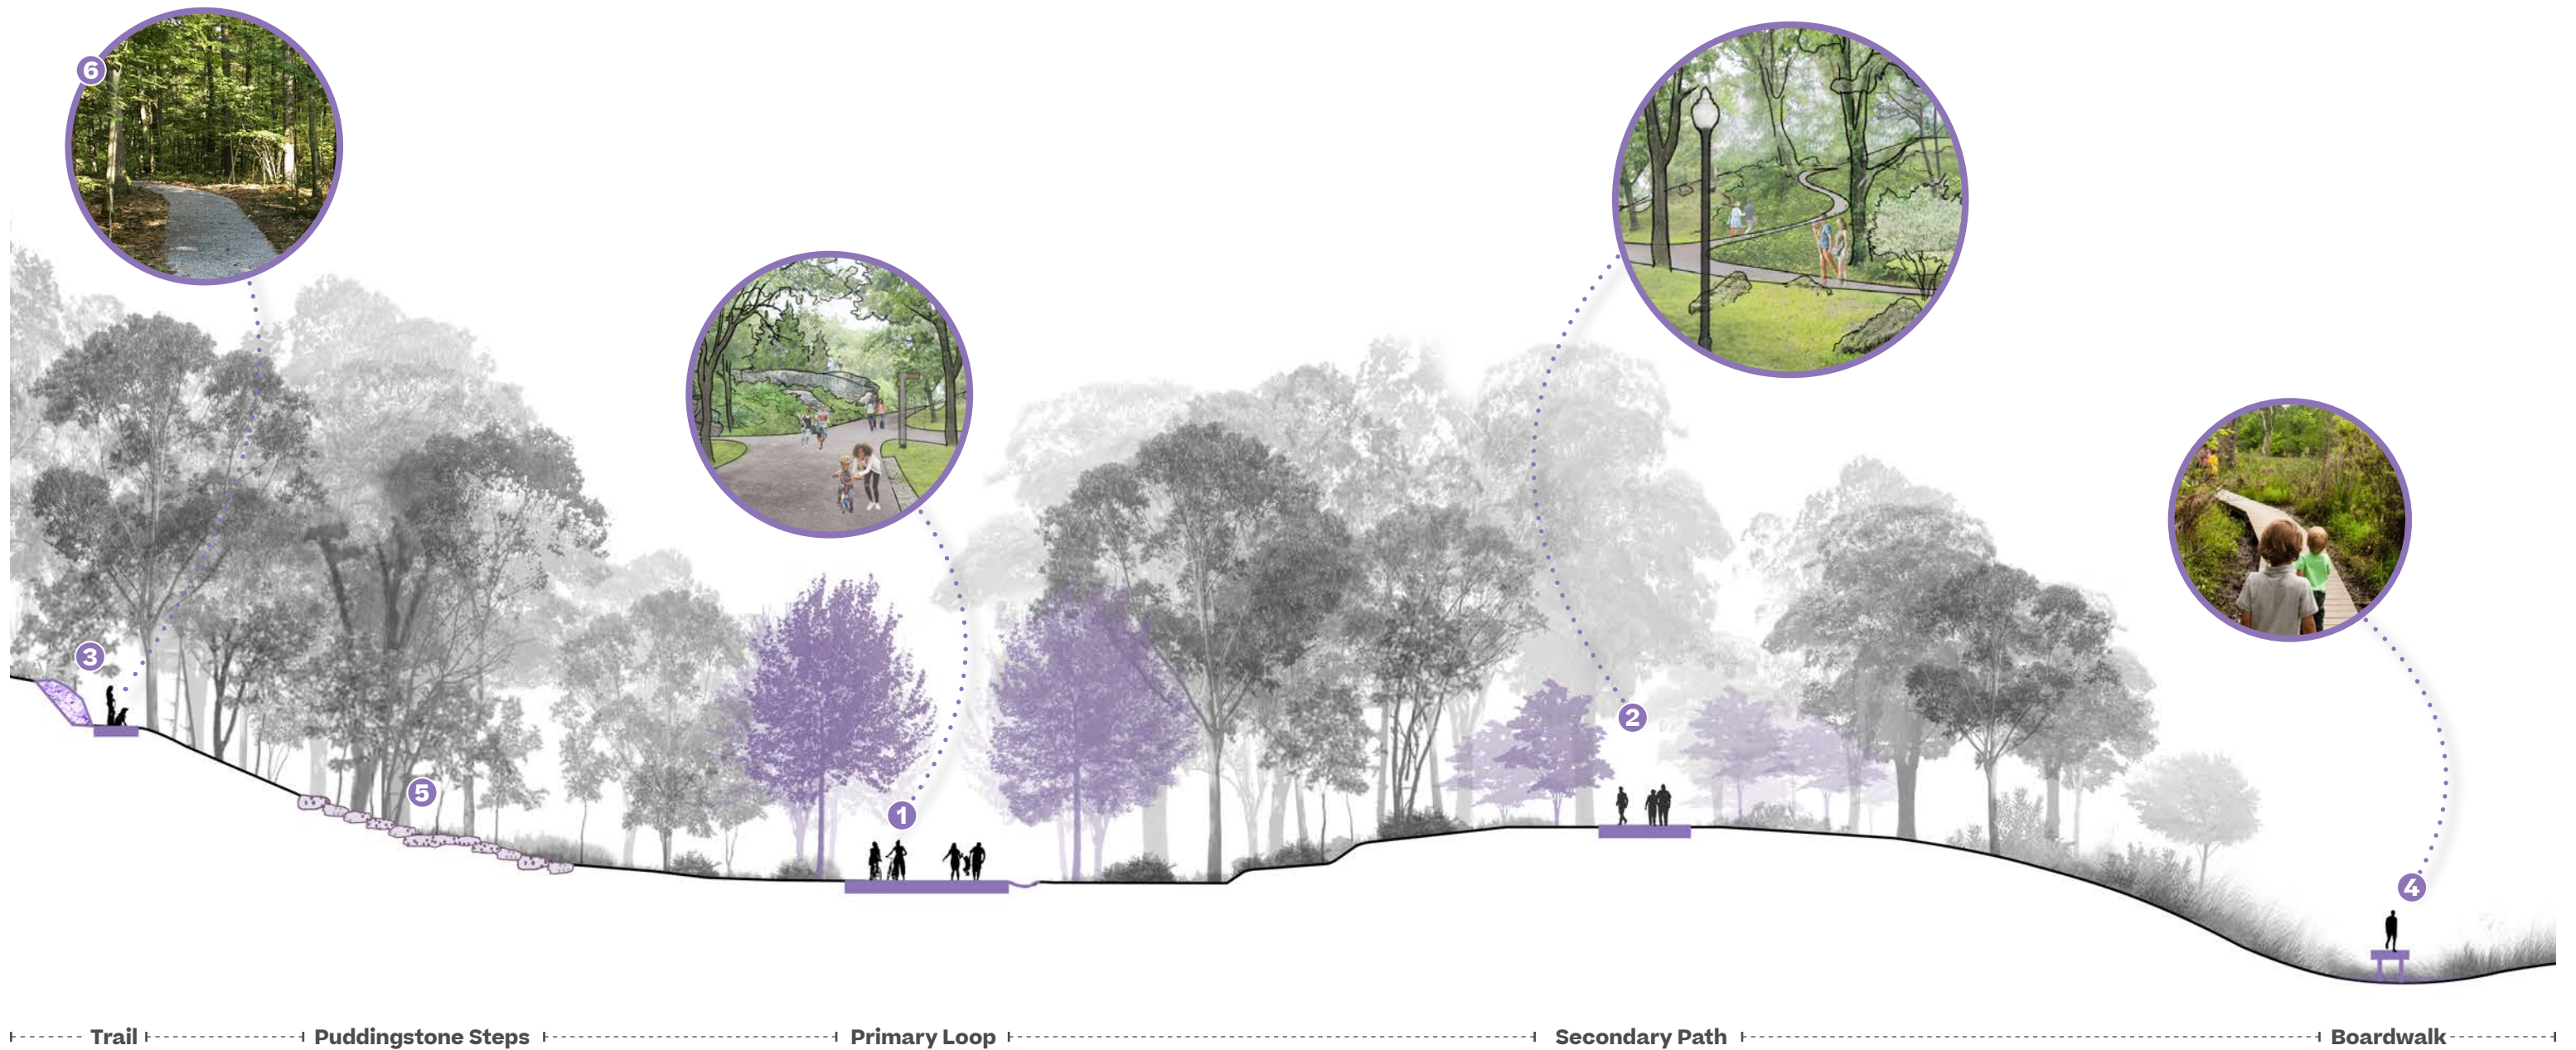 6
3
5
1
2
4
Trail
Puddingstone Steps
Primary Loop
Secondary Path
Boardwalk